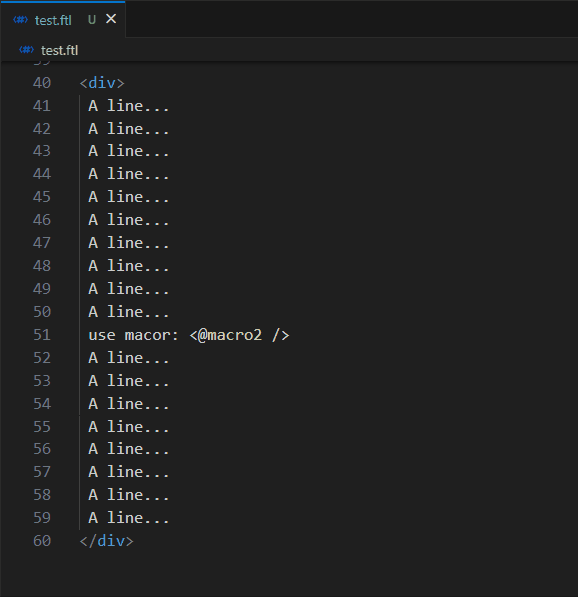 test.ftl U
test.ftl
40 <div>
41 A line...
42 A line...
43 A line...
44 A line...
45 A line...
46 A line...
47 A line...
48 A line...
49 A line...
50 A line...
51 use macor: <@macro2 />
52 A line...
53 A line...
54 A line...
55 A line...
56 A line...
57 A line...
58 A line...
59 A line...
60 </div>